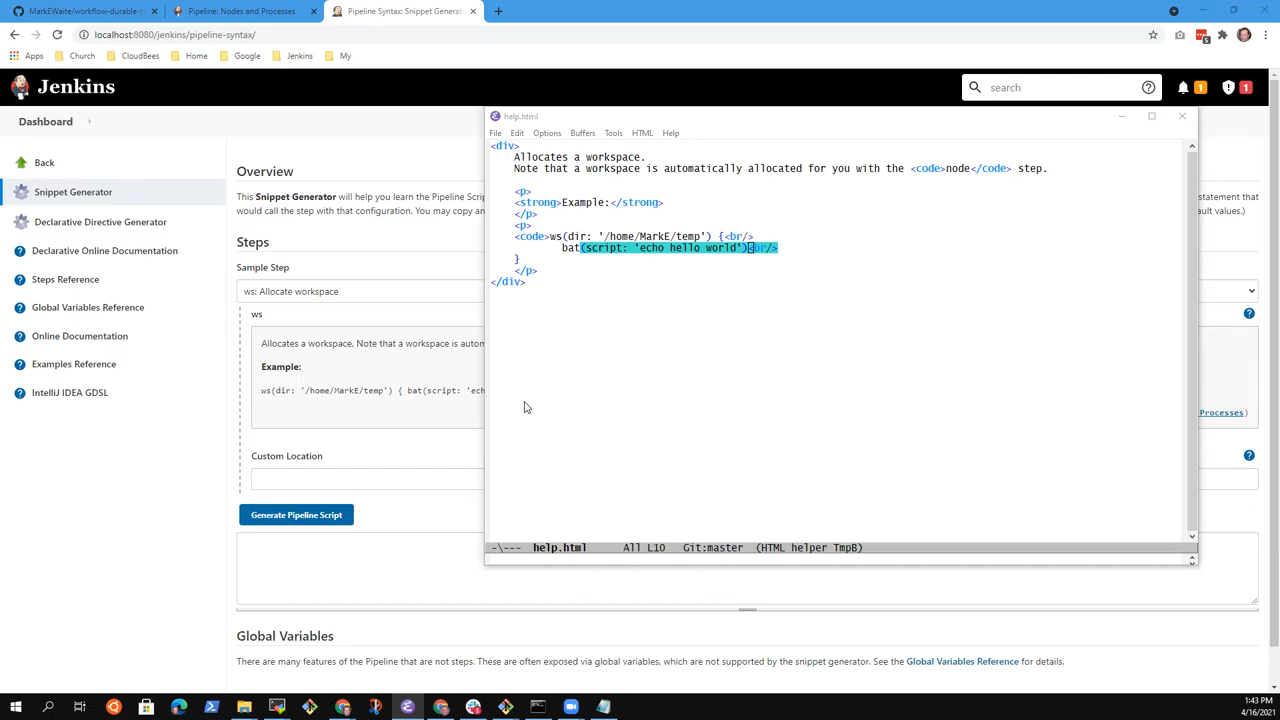 MarkEWaite/workflow-durable-t
Pipeline: Nodes and Processes
Pipeline Syntax: Snippet Generato
localhost:8080/jenkins/pipeline-syntax/
5
Apps
Church
CloudBees
Home
Google
Jenkins
My
Jenkins
search
1
1
Dashboard
Back
Snippet Generator
Declarative Directive Generator
Declarative Online Documentation
Steps Reference
Global Variables Reference
Online Documentation
Examples Reference
IntelliJ IDEA GDSL
Overview
This Snippet Generator will help you learn the Pipeline Scrip
statement that
would call the step with that configuration. You may copy an
fault values.)
Steps
Sample Step
ws: Allocate workspace
ws
Allocates a workspace. Note that a workspace is autom
Example:
ws(dir: '/home/MarkE/temp') { bat(script: 'ech
Processes)
Custom Location
Generate Pipeline Script
help.html
File Edit Options Buffers Tools HTML Help
<div>
Allocates a workspace.
Note that a workspace is automatically allocated for you with the <code>node</code> step.
<p>
<strong>Example:</strong>
</p>
<p>
<code>ws(dir: '/home/MarkE/temp') {<br/>
bat(script: 'echo hello world')<br/>
}
</p>
</div>
-\--- help.html All L10 Git:master (HTML helper TmpB)
Global Variables
There are many features of the Pipeline that are not steps. These are often exposed via global variables, which are not supported by the snippet generator. See the Global Variables Reference for details.
1:43 PM
4/16/2021